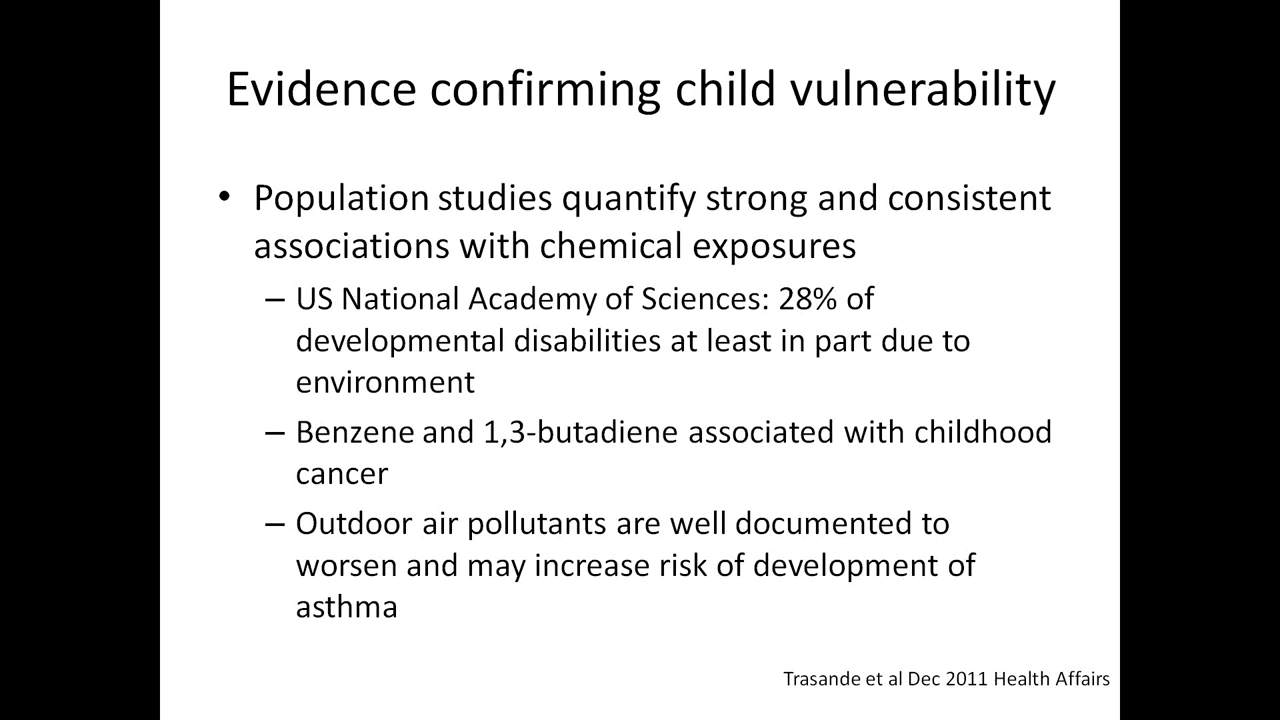 Evidence confirming child vulnerability
• Population studies quantify strong and consistent
associations with chemical exposures
– US National Academy of Sciences: 28% of
developmental disabilities at least in part due to
environment
– Benzene and 1,3-butadiene associated with childhood
cancer
– Outdoor air pollutants are well documented to
worsen and may increase risk of development of
asthma
Trasande et al Dec 2011 Health Affairs